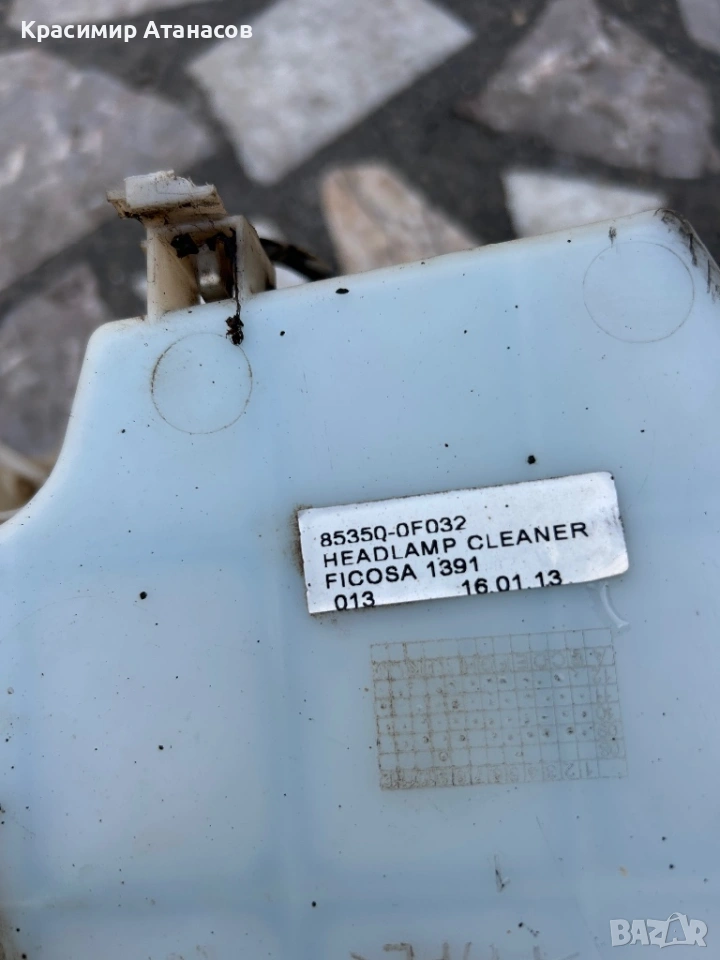 Красимир Атанасов
85350-0F032
HEADLAMP CLEANER
FICOSA 1391
013 16.01.13
BAZAR